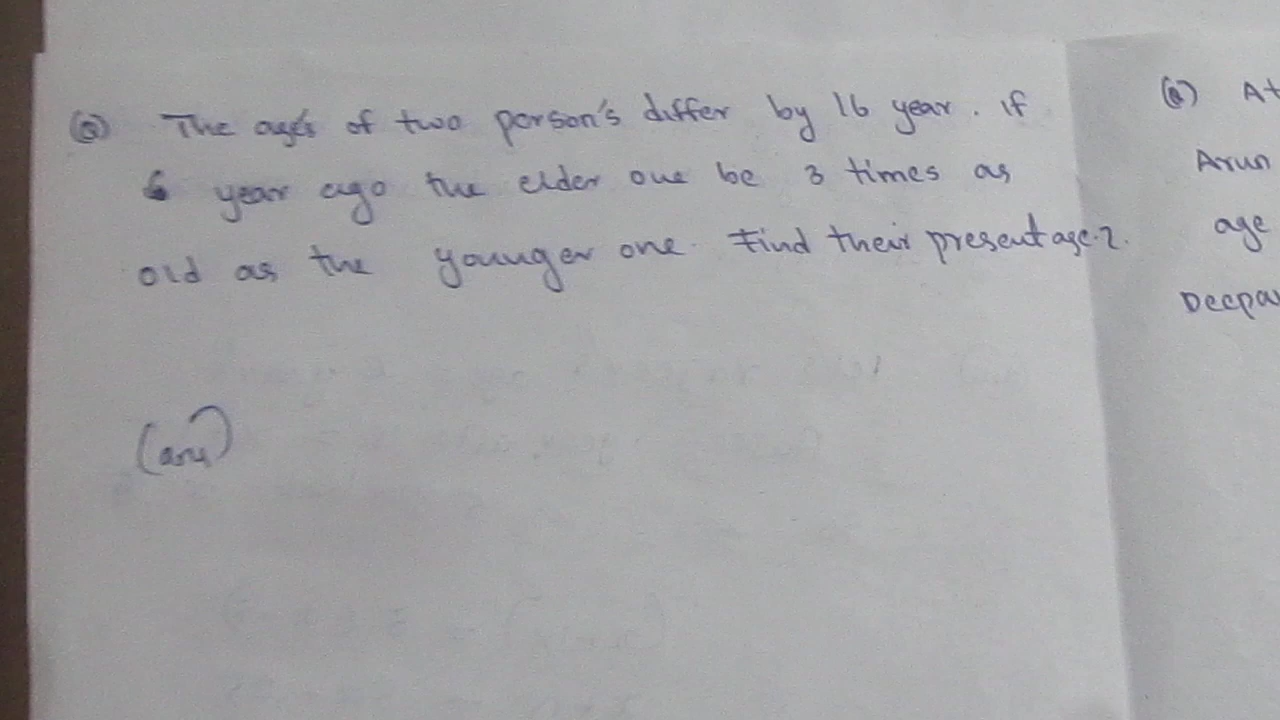 (Q) The age's of two person's differ by 16 year. if
6 year ago the elder one be 3 times as
old as the younger one. Find their present age.?
(ans)
(Q) At
Arun
age
Deepa